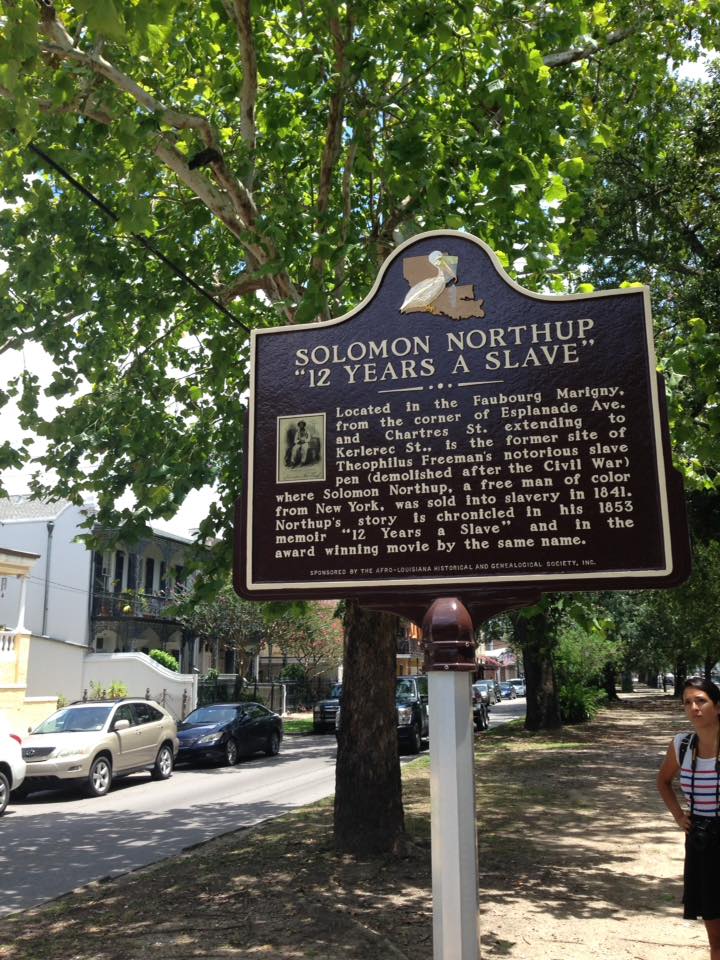 SOLOMON NORTHUP
"12 YEARS A SLAVE"
Located in the Faubourg Marigny,
from the corner of Esplanade Ave.
and Chartres St. extending to
Kerlerec St., is the former site of
Theophilus Freeman's notorious slave
pen (demolished after the Civil War)
where Solomon Northup, a free man of color
from New York, was sold into slavery in 1841.
Northup's story is chronicled in his 1853
memoir "12 Years a Slave" and in the
award winning movie by the same name.
SPONSORED BY THE AFRO-LOUISIANA HISTORICAL AND GENEALOGICAL SOCIETY, INC.